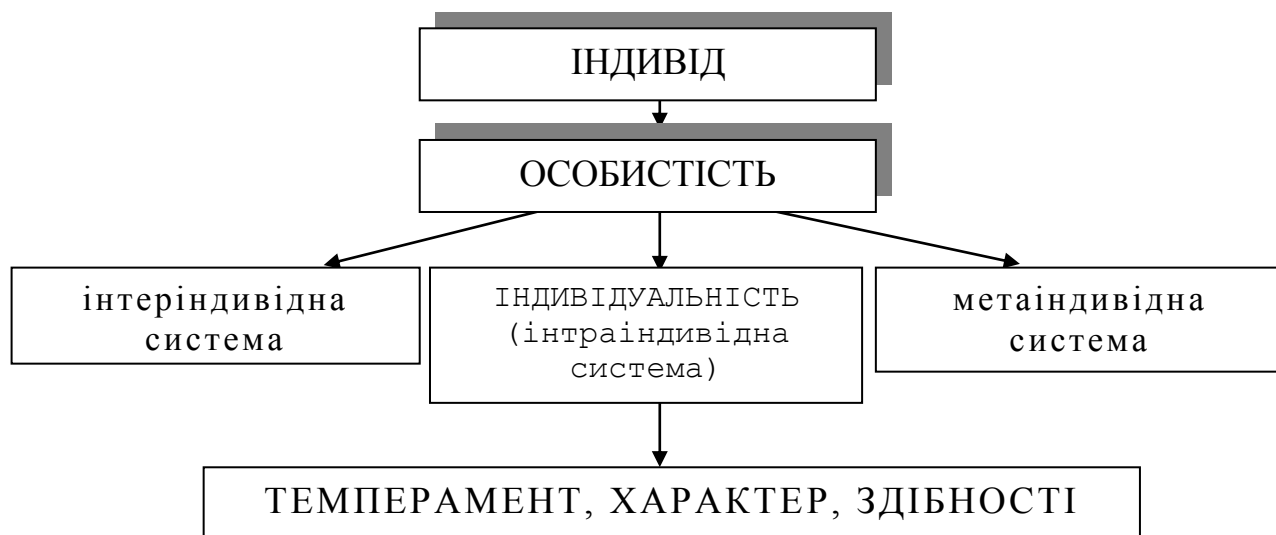 ІНДИВІД
ОСОБИСТІСТЬ
інтеріндивідна
система
ІНДИВІДУАЛЬНІСТЬ
(інтраіндивідна
система)
метаіндивідна
система
ТЕМПЕРАМЕНТ, ХАРАКТЕР, ЗДІБНОСТІ